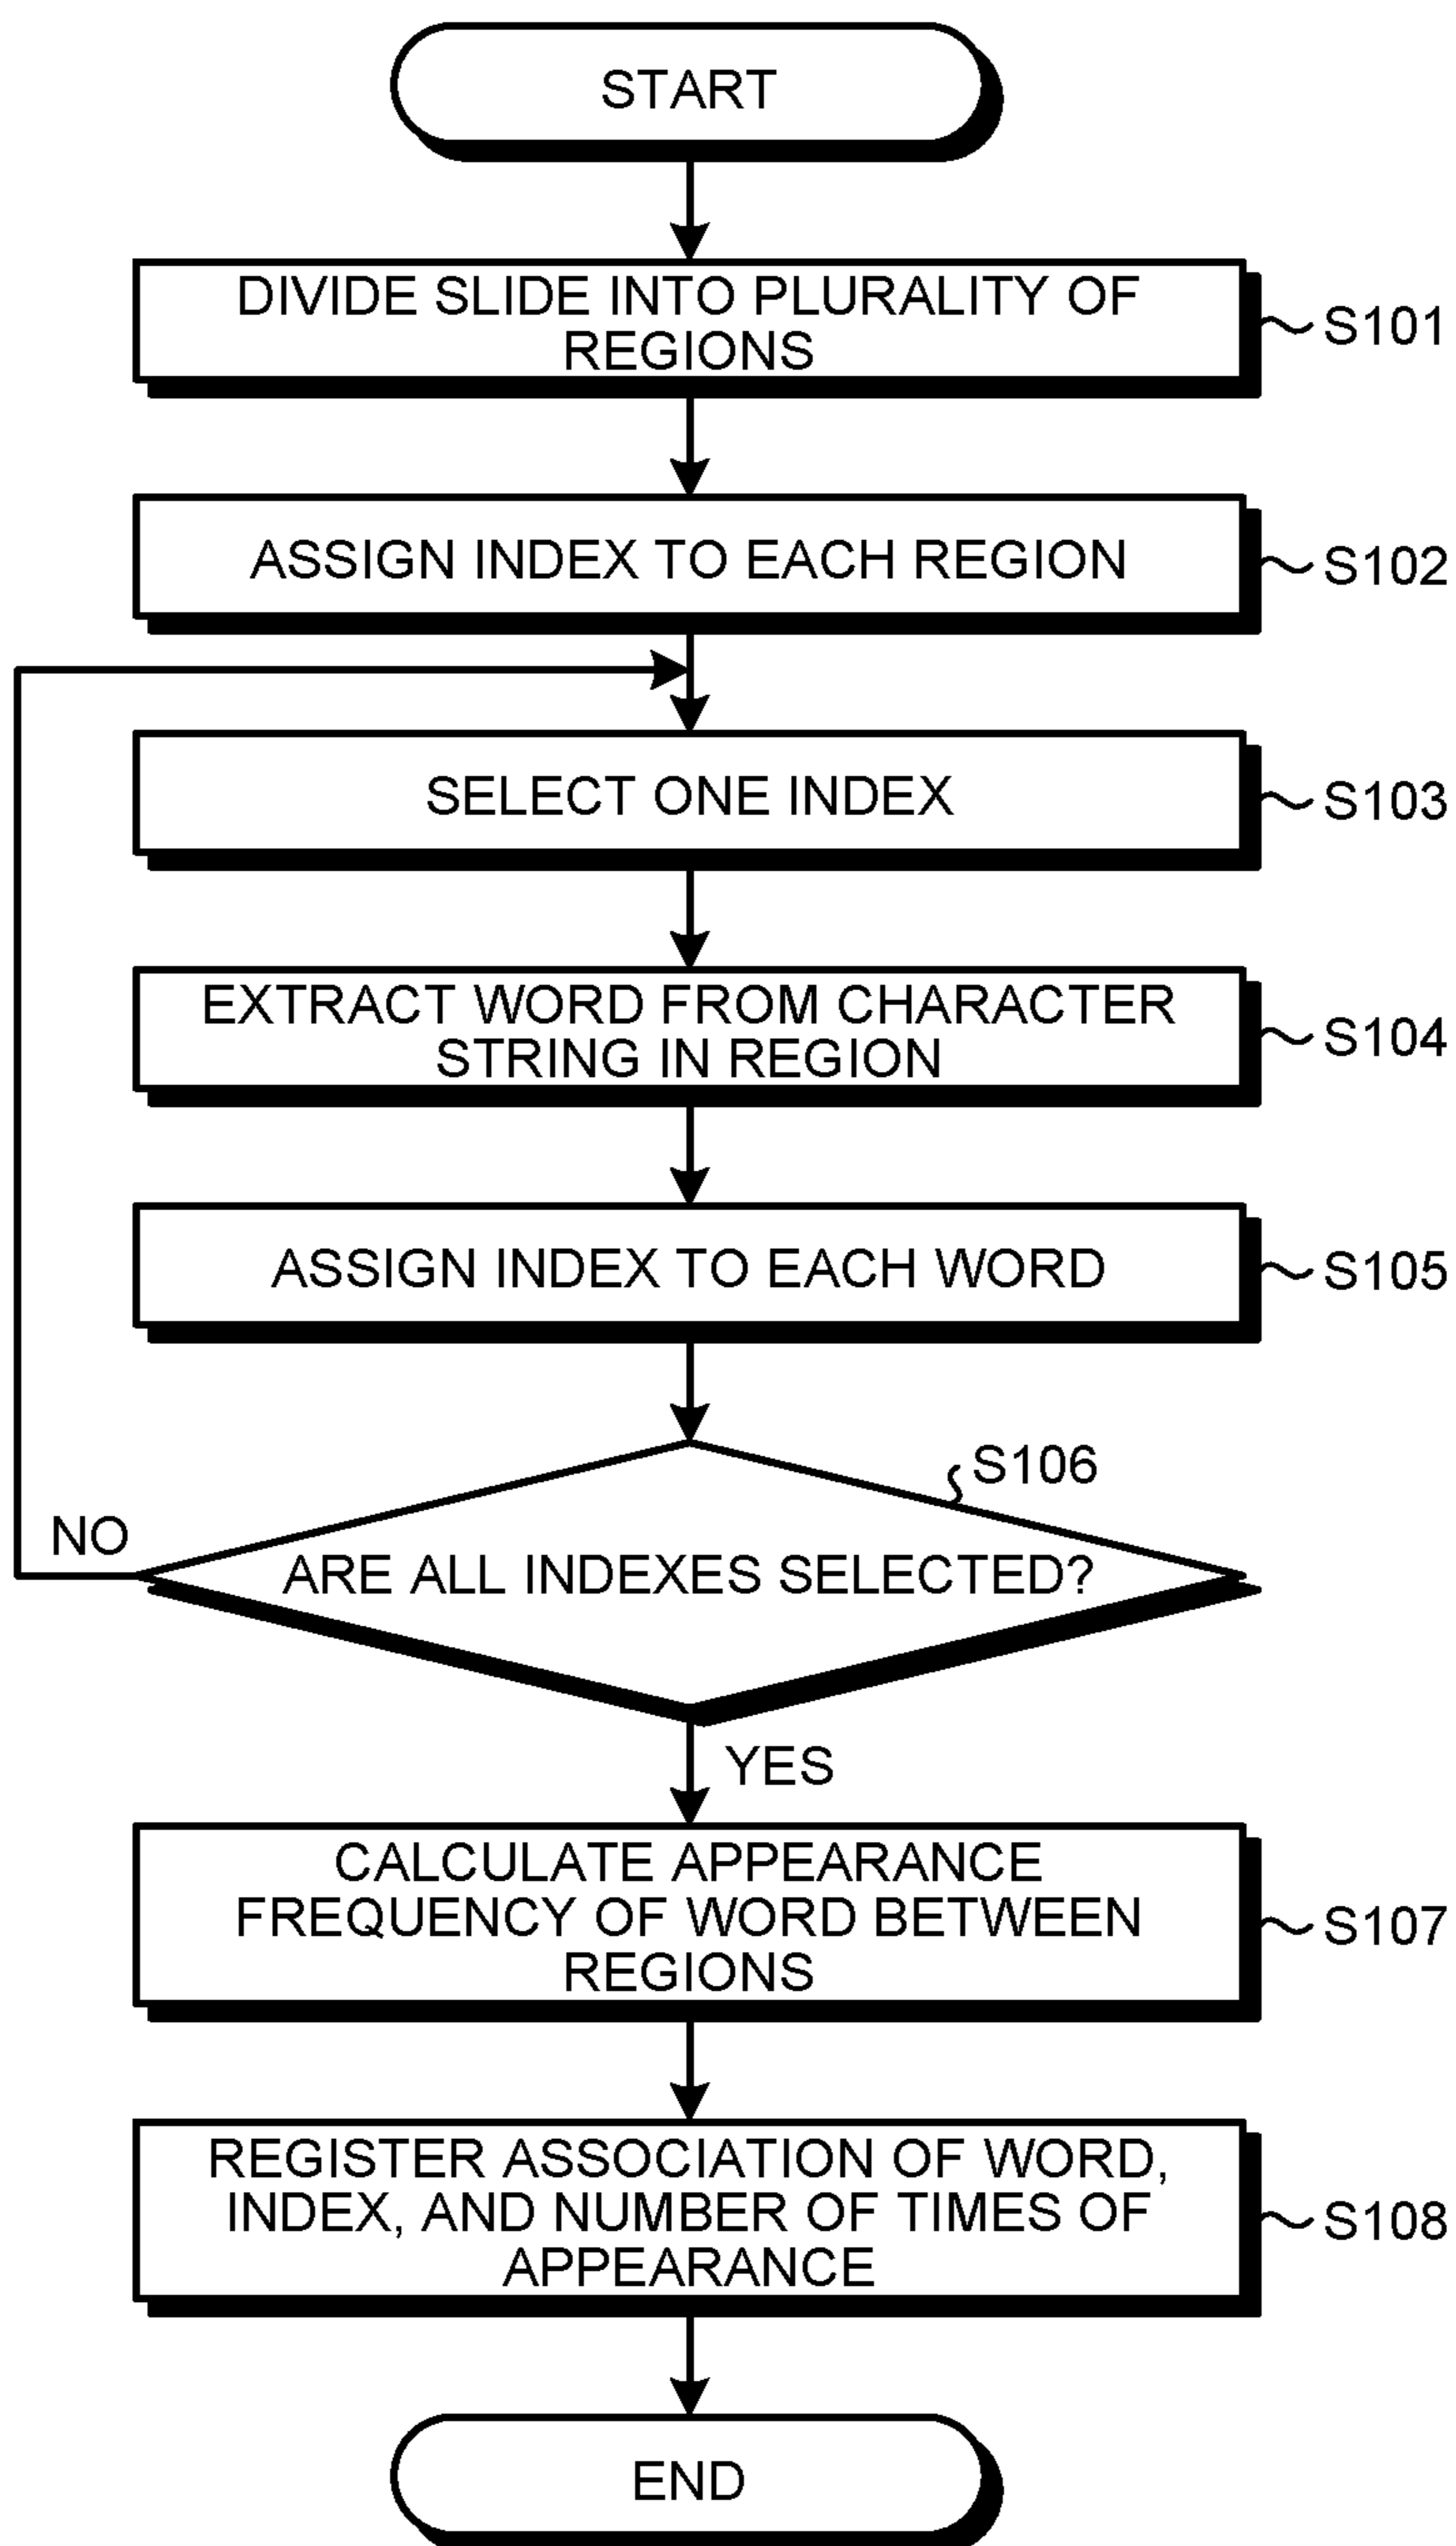 START
DIVIDE SLIDE INTO PLURALITY OF
REGIONS
S101
ASSIGN INDEX TO EACH REGION
S102
SELECT ONE INDEX
S103
EXTRACT WORD FROM CHARACTER
STRING IN REGION
S104
ASSIGN INDEX TO EACH WORD
S105
S106
NO
ARE ALL INDEXES SELECTED?
YES
CALCULATE APPEARANCE
FREQUENCY OF WORD BETWEEN
REGIONS
S107
REGISTER ASSOCIATION OF WORD,
INDEX, AND NUMBER OF TIMES OF
APPEARANCE
S108
END